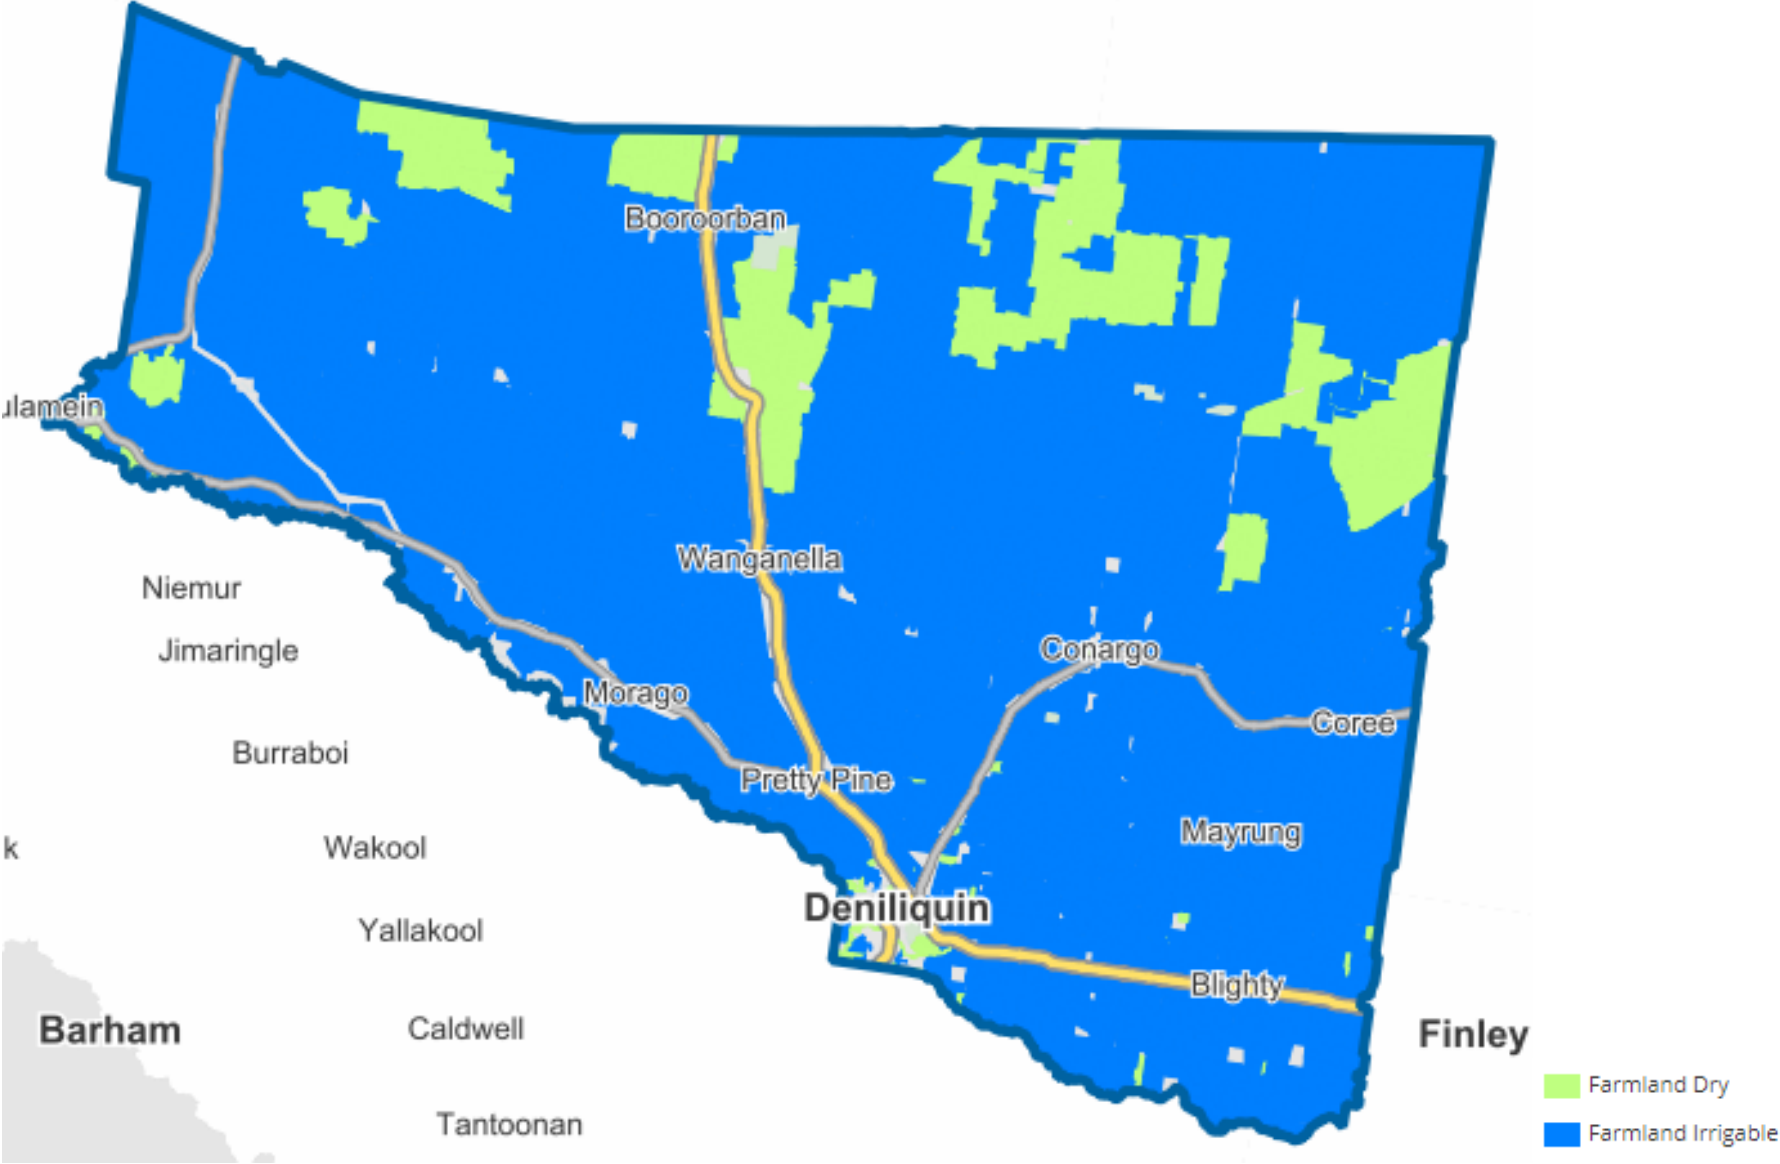 Booroorban
ulamein
Wanganella
Niemur
Jimaringle
Conargo
Morago
Coree
Burraboi
Pretty Pine
Mayrung
k
Wakool
Deniliquin
Yallakool
Blighty
Barham
Caldwell
Finley
Farmland Dry
Tantoonan
Farmland Irrigable